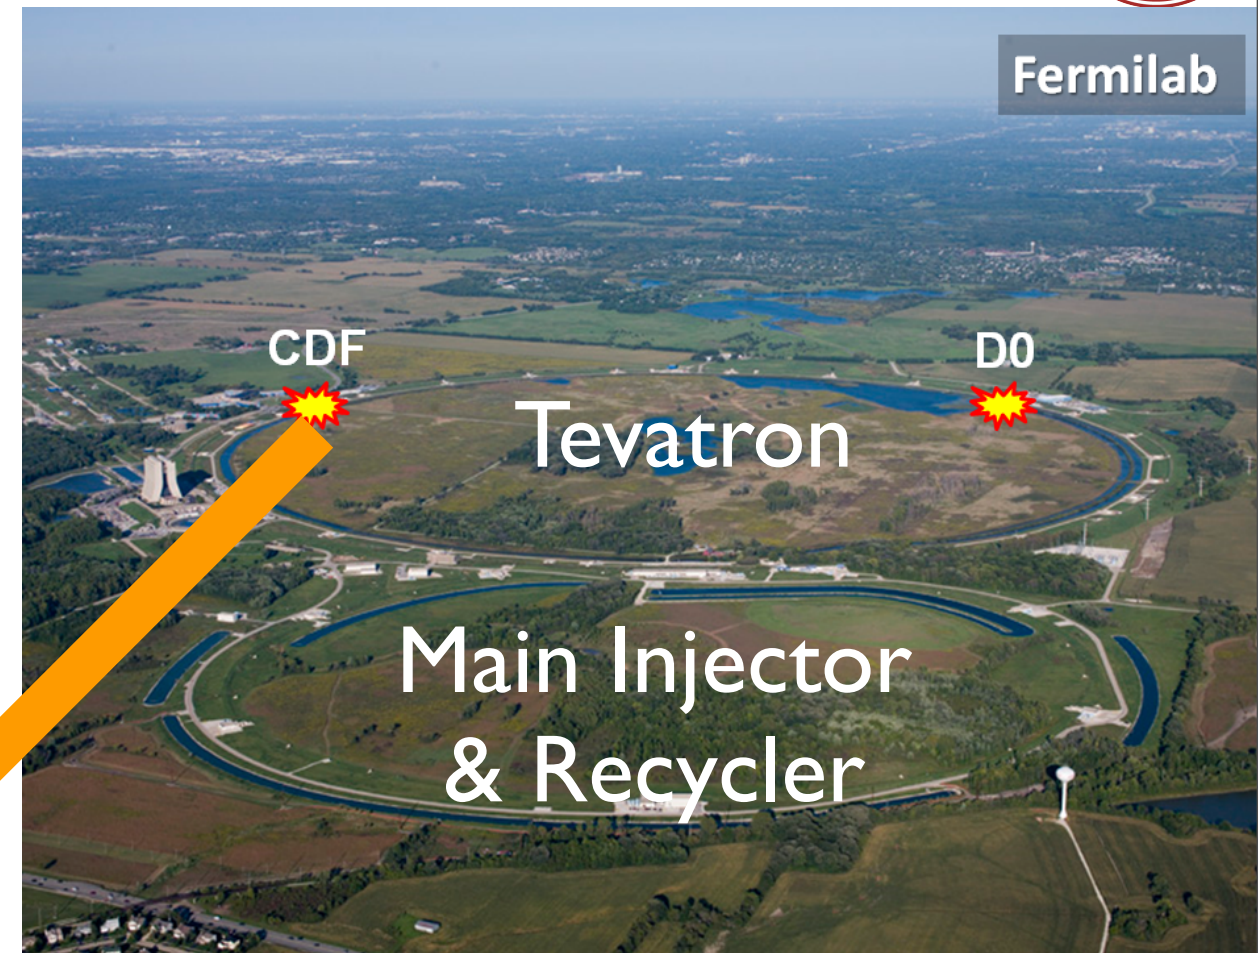 Fermilab
CDF
D0
Tevatron
Main Injector
& Recycler